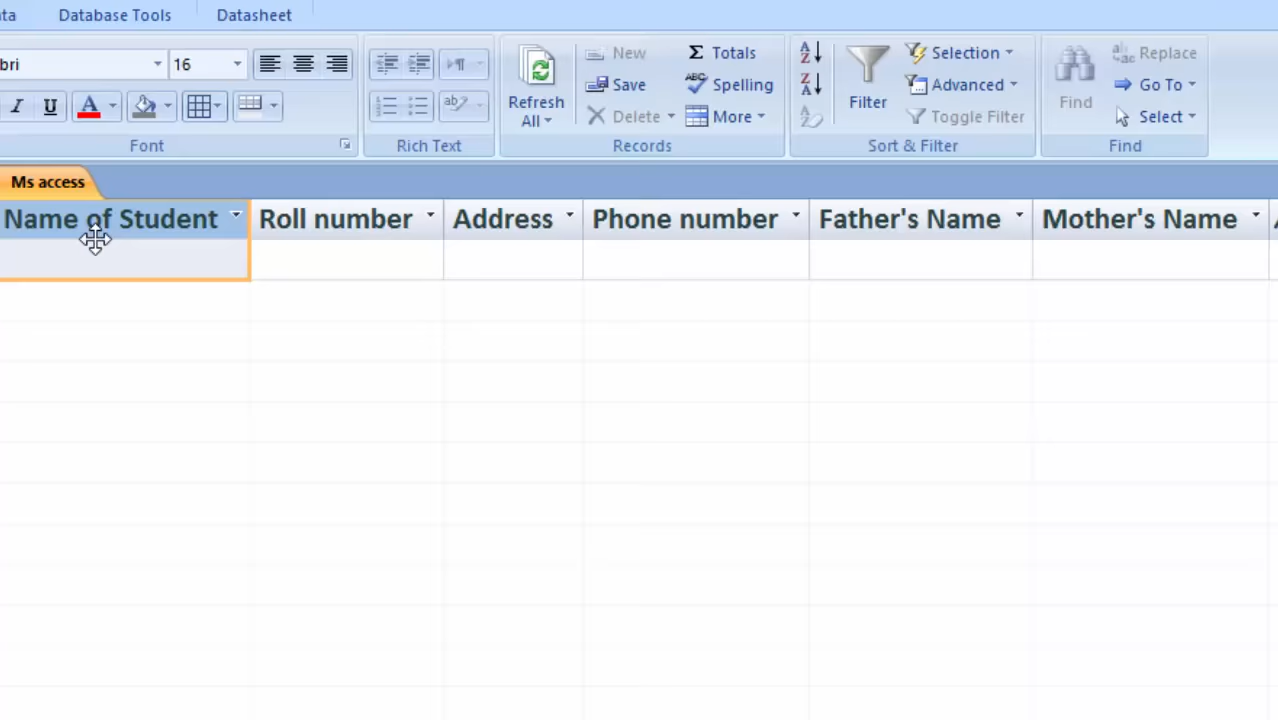 ta Database Tools Datasheet
bri 16
New Totals Selection Replace
Save Spelling Advanced Go To
Refresh All Delete More Filter Toggle Filter Find Select
Font Rich Text Records Sort & Filter Find
Ms access
Name of Student Roll number Address Phone number Father's Name Mother's Name